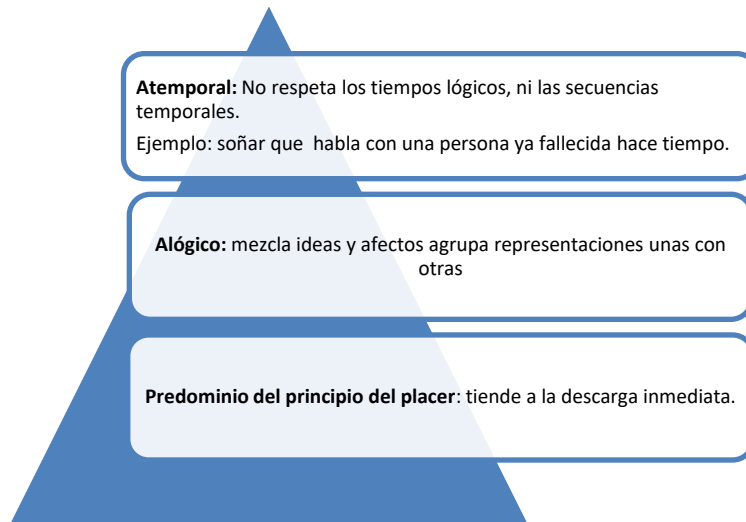 Atemporal: No respeta los tiempos lógicos, ni las secuencias
temporales.
Ejemplo: soñar que habla con una persona ya fallecida hace tiempo.
Alógico: mezcla ideas y afectos agrupa representaciones unas con
otras
Predominio del principio del placer: tiende a la descarga inmediata.